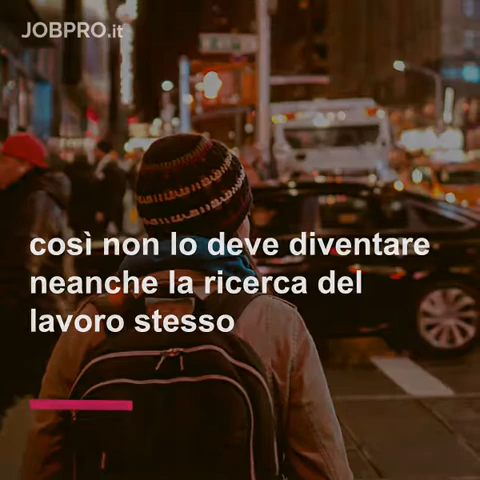 JOBPRO.it
così non lo deve diventare
neanche la ricerca del
lavoro stesso